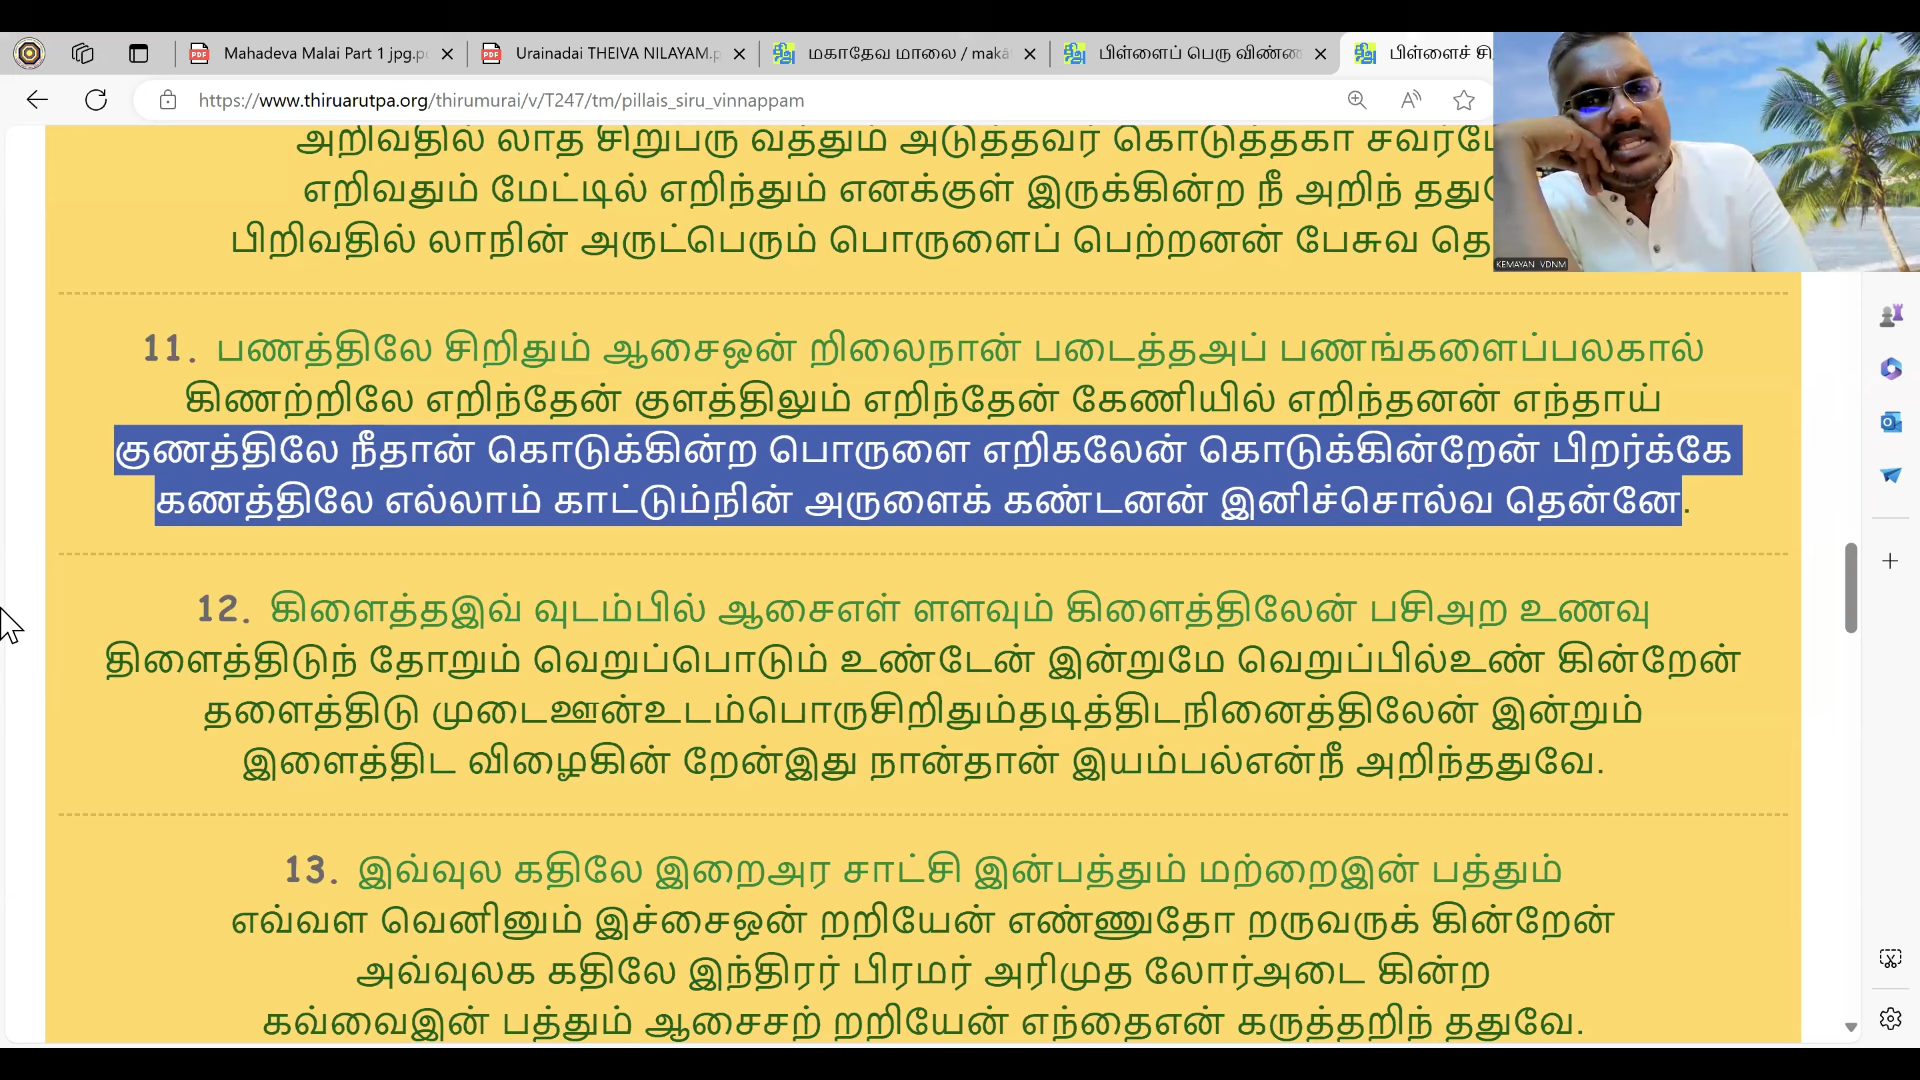 Mahadeva Malai Part 1 jpg.p
Urainadai THEIVA NILAYAM.p
மகாதேவ மாலை / makā
பிள்ளைப் பெரு விண்ண
பிள்ளைச் சி
https://www.thiruarutpa.org/thirumurai/v/T247/tm/pillais_siru_vinnappam
KEMAYAN VDNM
அறிவதில் லாத சிறுபரு வத்தும் அடுத்தவர் கொடுத்தகா சவர்மே
எறிவதும் மேட்டில் எறிந்தும் எனக்குள் இருக்கின்ற நீ அறிந்
பிறிவதில் லாநின் அருட்பெரும் பொருளைப் பெற்றனன் பேசுவ தெ
11. பணத்திலே சிறிதும் ஆசைஒன் றிலைநான் படைத்தஅப் பணங்களைப்பலகால்
கிணற்றிலே எறிந்தேன் குளத்திலும் எறிந்தேன் கேணியில் எறிந்தனன் எந்தாய்
குணத்திலே நீதான் கொடுக்கின்ற பொருளை எறிகலேன் கொடுக்கின்றேன் பிறர்க்கே
கணத்திலே எல்லாம் காட்டும்நின் அருளைக் கண்டனன் இனிச்சொல்வ தென்னே.
12. கிளைத்தஇவ் வுடம்பில் ஆசைஎள் ளளவும் கிளைத்திலேன் பசிஅற உணவு
திளைத்திடுந் தோறும் வெறுப்பொடும் உண்டேன் இன்றுமே வெறுப்பில்உண் கின்றேன்
தளைத்திடு முடைஊன்உடம்பொருசிறிதும்தடித்திடநினைத்திலேன் இன்றும்
இளைத்திட விழைகின் றேன்இது நான்தான் இயம்பல்என்நீ அறிந்ததுவே.
13. இவ்வுல கதிலே இறைஅர சாட்சி இன்பத்தும் மற்றைஇன் பத்தும்
எவ்வள வெனினும் இச்சைஒன் றறியேன் எண்ணுதோ றருவருக் கின்றேன்
அவ்வுலக கதிலே இந்திரர் பிரமர் அரிமுத லோர்அடை கின்ற
கவ்வைஇன் பத்தும் ஆசைசற் றறியேன் எந்தைஎன் கருத்தறிந் ததுவே.